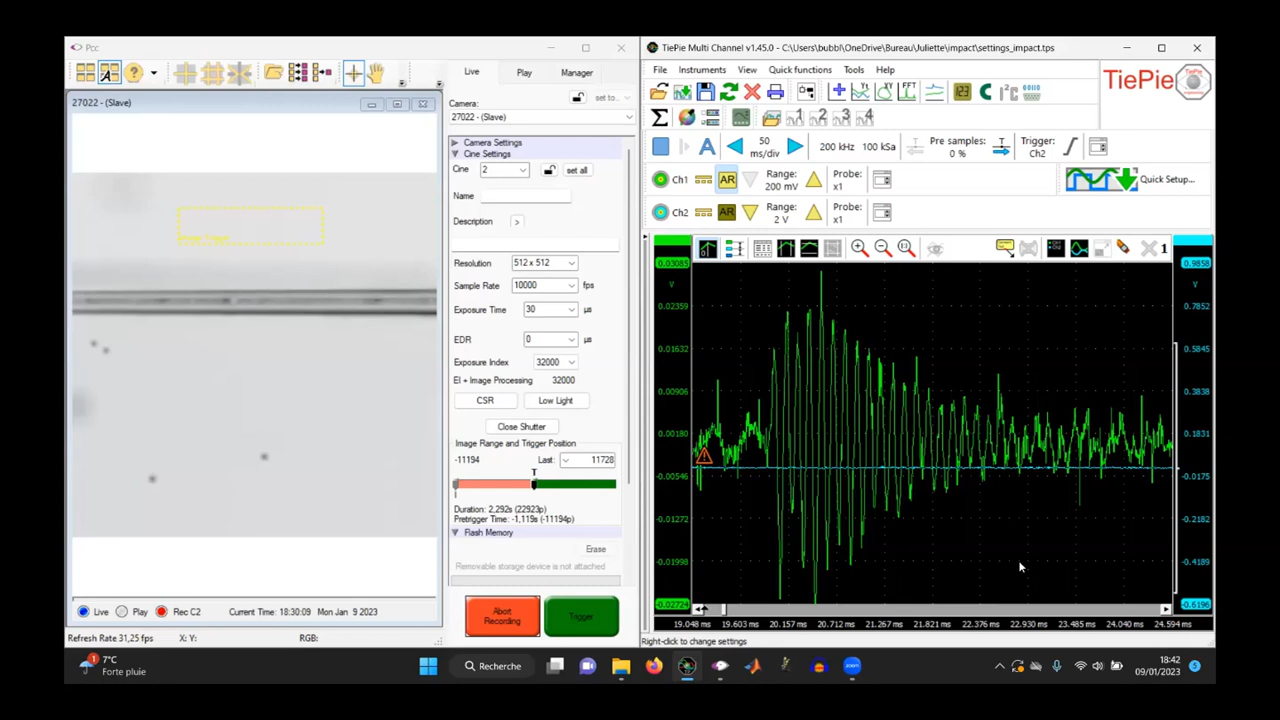 Pcc
27022 - (Slave)
Live Play Manager
Camera:
set to...
27022 - (Slave)
Camera Settings
Cine Settings
Cine 2 set all
Name
Description >
Resolution 512 x 512
Sample Rate 10000 fps
Exposure Time 30 µs
EDR 0 µs
Exposure Index 32000
EI + Image Processing 32000
CSR Low Light
Close Shutter
Image Range and Trigger Position
-11194 Last: 11728
T
Duration: 2,292s (22923p)
Pretrigger Time: -1,119s (-11194p)
Flash Memory
Erase
Removable storage device is not attached
Abort Recording Trigger
Live Play Rec C2 Current Time: 18:30:09 Mon Jan 9 2023
Refresh Rate 31,25 fps X: Y: RGB:
TiePie Multi Channel v1.45.0 - C:\Users\bubbl\OneDrive\Bureau\Juliette\impact\settings_impact.tps
File Instruments View Quick functions Tools Help
TiePie
50 ms/div 200 kHz 100 kSa Pre samples: 0 % Trigger: Ch2
Ch1 AR Range: 200 mV Probe: x1 Quick Setup...
Ch2 AR Range: 2 V Probe: x1
1
0.03085 0.9858
V V
0.02359 0.7852
0.01632 0.5845
0.00906 0.3838
0.00180 0.1831
-0.00546 -0.0175
-0.01272 -0.2182
-0.01998 -0.4189
-0.02724 -0.6196
19.048 ms 19.603 ms 20.157 ms 20.712 ms 21.267 ms 21.821 ms 22.376 ms 22.930 ms 23.485 ms 24.040 ms 24.594 ms
Right-click to change settings
1
7°C
Forte pluie
Recherche
zoom
18:42
09/01/2023
5